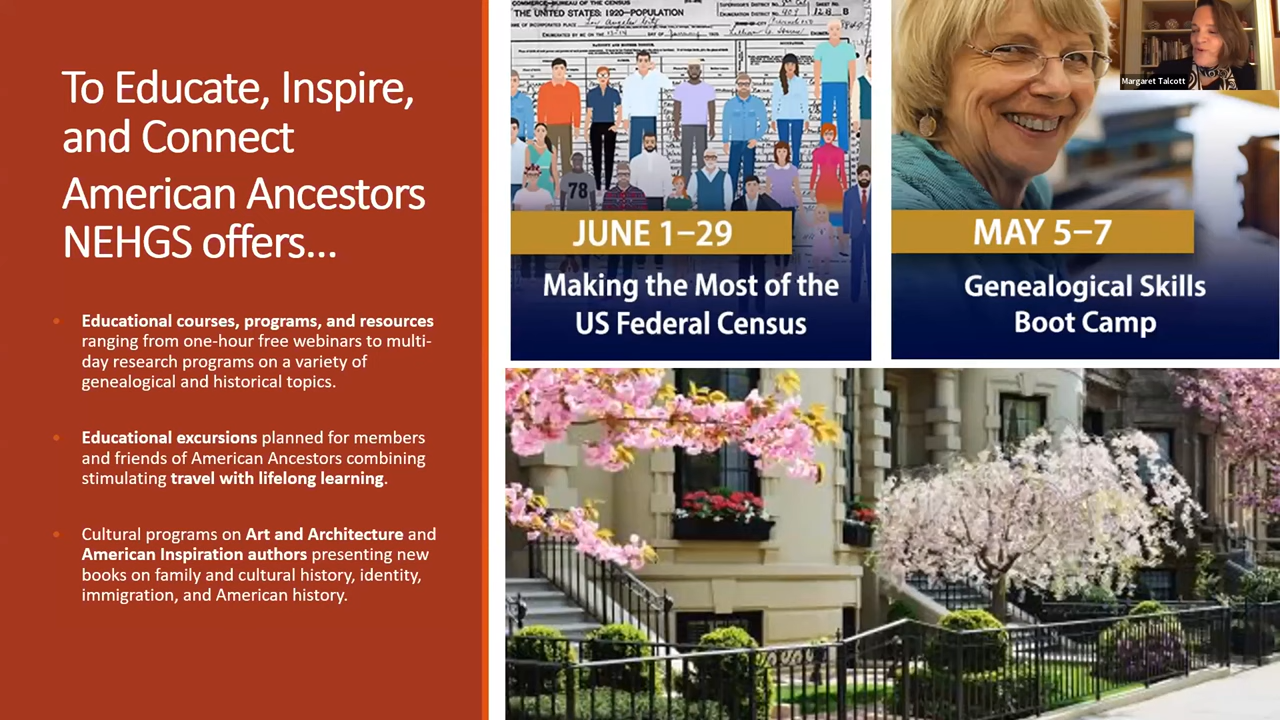 To Educate, Inspire,
and Connect
American Ancestors
NEHGS offers...
Educational courses, programs, and resources
ranging from one-hour free webinars to multi-
day research programs on a variety of
genealogical and historical topics.
Educational excursions planned for members
and friends of American Ancestors combining
stimulating travel with lifelong learning.
Cultural programs on Art and Architecture and
American Inspiration authors presenting new
books on family and cultural history, identity,
immigration, and American history.
THE UNITED STATES: 1920—POPULATION
Los Angeles City
78
JUNE 1–29
Making the Most of the
US Federal Census
MAY 5–7
Genealogical Skills
Boot Camp
Margaret Talcott